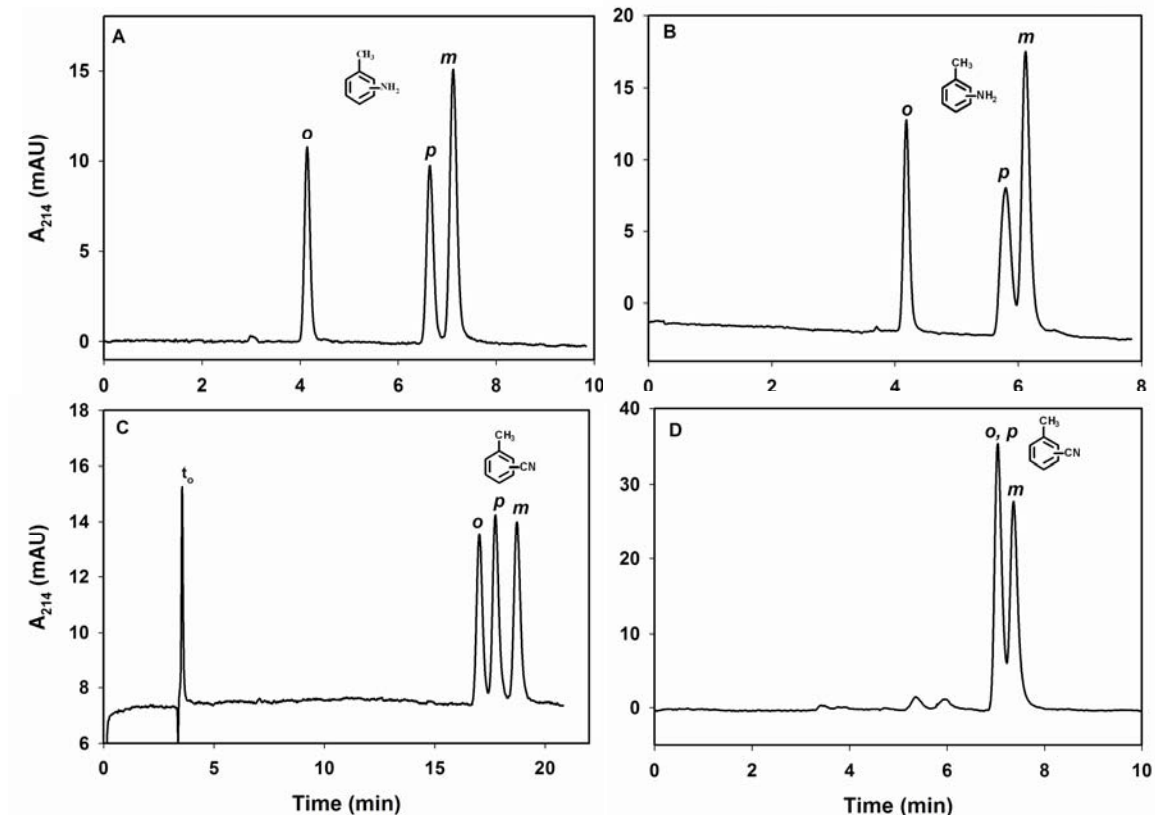 A
CH₃
NH₂
o
p
m
A₂₁₄ (mAU)
15
10
5
0
0 2 4 6 8 10
B
CH₃
NH₂
o
p
m
20
15
10
5
0
0 2 4 6 8
C
CH₃
CN
t₀
o
p
m
A₂₁₄ (mAU)
18
16
14
12
10
8
6
0 5 10 15 20
Time (min)
D
CH₃
CN
o, p
m
40
30
20
10
0
0 2 4 6 8 10
Time (min)